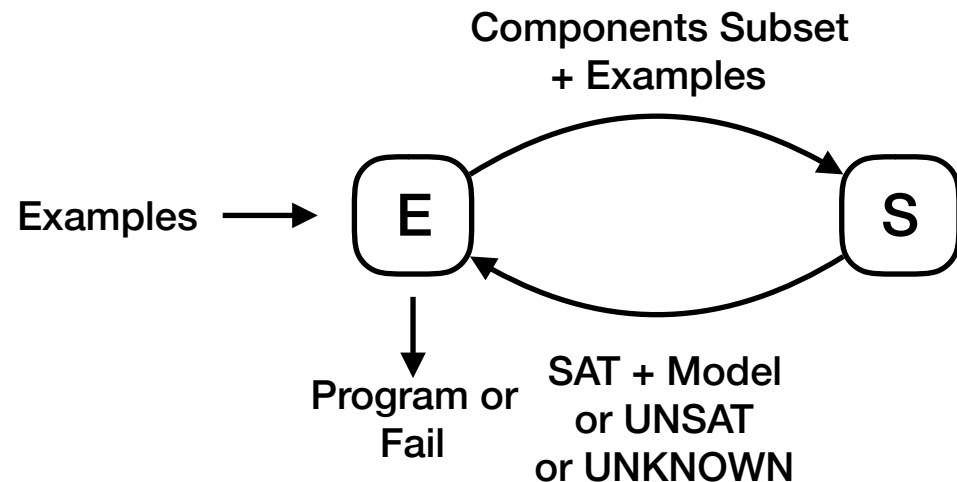 Components Subset
+ Examples
Examples
E
S
Program or
Fail
SAT + Model
or UNSAT
or UNKNOWN